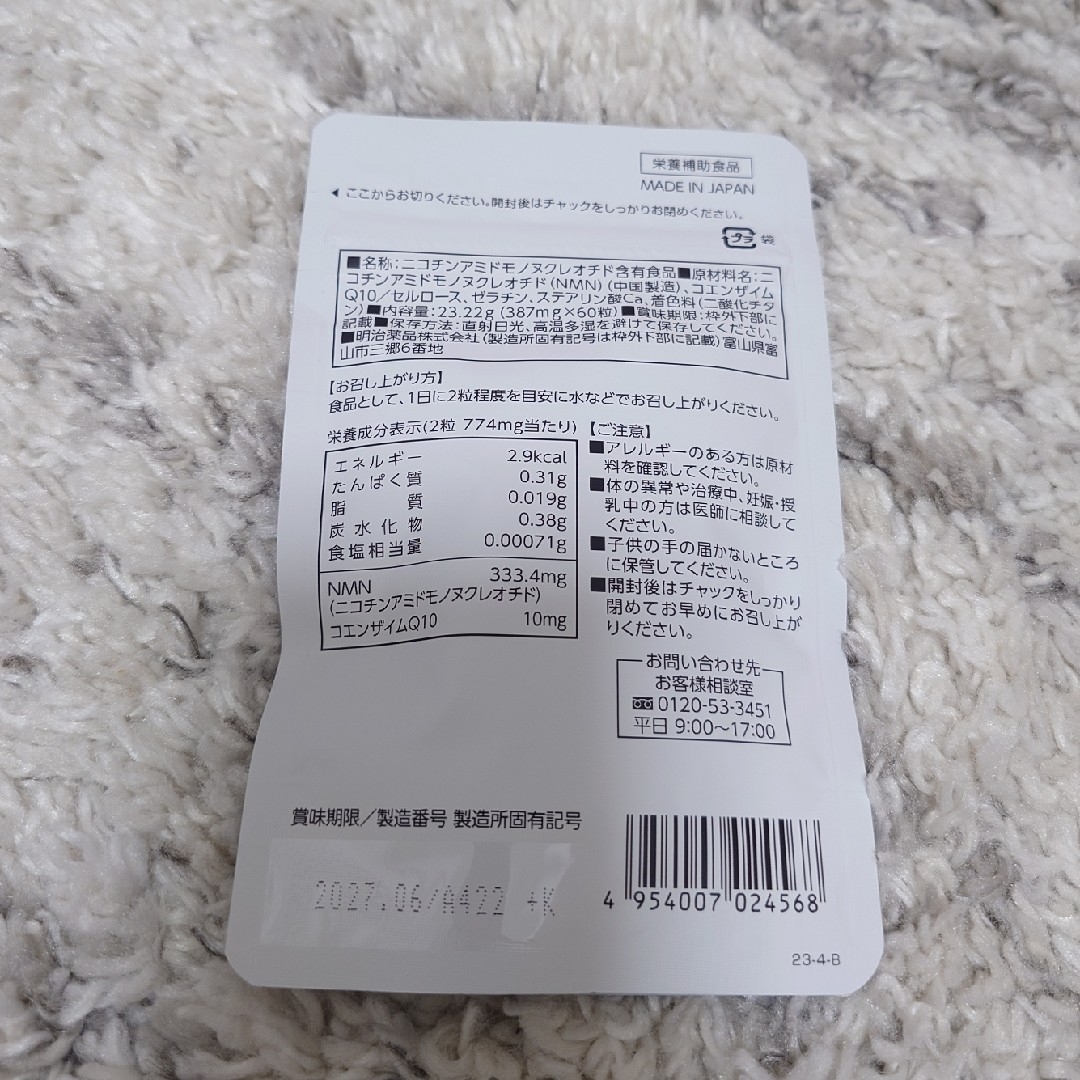 栄養補助食品
MADE IN JAPAN
◀ ここからお切りください。開封後はチャックをしっかりお閉めください。
プラ 袋
■名称:ニコチンアミドモノヌクレオチド含有食品■原材料名:ニ
コチンアミドモノヌクレオチド(NMN)(中国製造)、コエンザイム
Q10/セルロース、ゼラチン、ステアリン酸Ca、着色料(二酸化チタ
ン)■内容量:23.22g (387mg×60粒)■賞味期限:枠外下部に
記載■保存方法:直射日光、高温多湿を避けて保存してください。
■明治薬品株式会社(製造所固有記号は枠外下部に記載)富山県富
山市三郷6番地
【お召し上がり方】
食品として、1日に2粒程度を目安に水などでお召し上がりください。
栄養成分表示(2粒 774mg当たり)
エネルギー 2.9kcal
たんぱく質 0.31g
脂質 0.019g
炭水化物 0.38g
食塩相当量 0.00071g
NMN 333.4mg
(ニコチンアミドモノヌクレオチド)
コエンザイムQ10 10mg
【ご注意】
■アレルギーのある方は原材
料を確認してください。
■体の異常や治療中、妊娠・授
乳中の方は医師に相談して
ください。
■子供の手の届かないところ
に保管してください。
■開封後はチャックをしっかり
閉めてお早めにお召し上が
りください。
お問い合わせ先
お客様相談室
0120-53-3451
平日 9:00~17:00
賞味期限/製造番号 製造所固有記号
2027.06/A422 +K
4 954007 024568
23-4-B